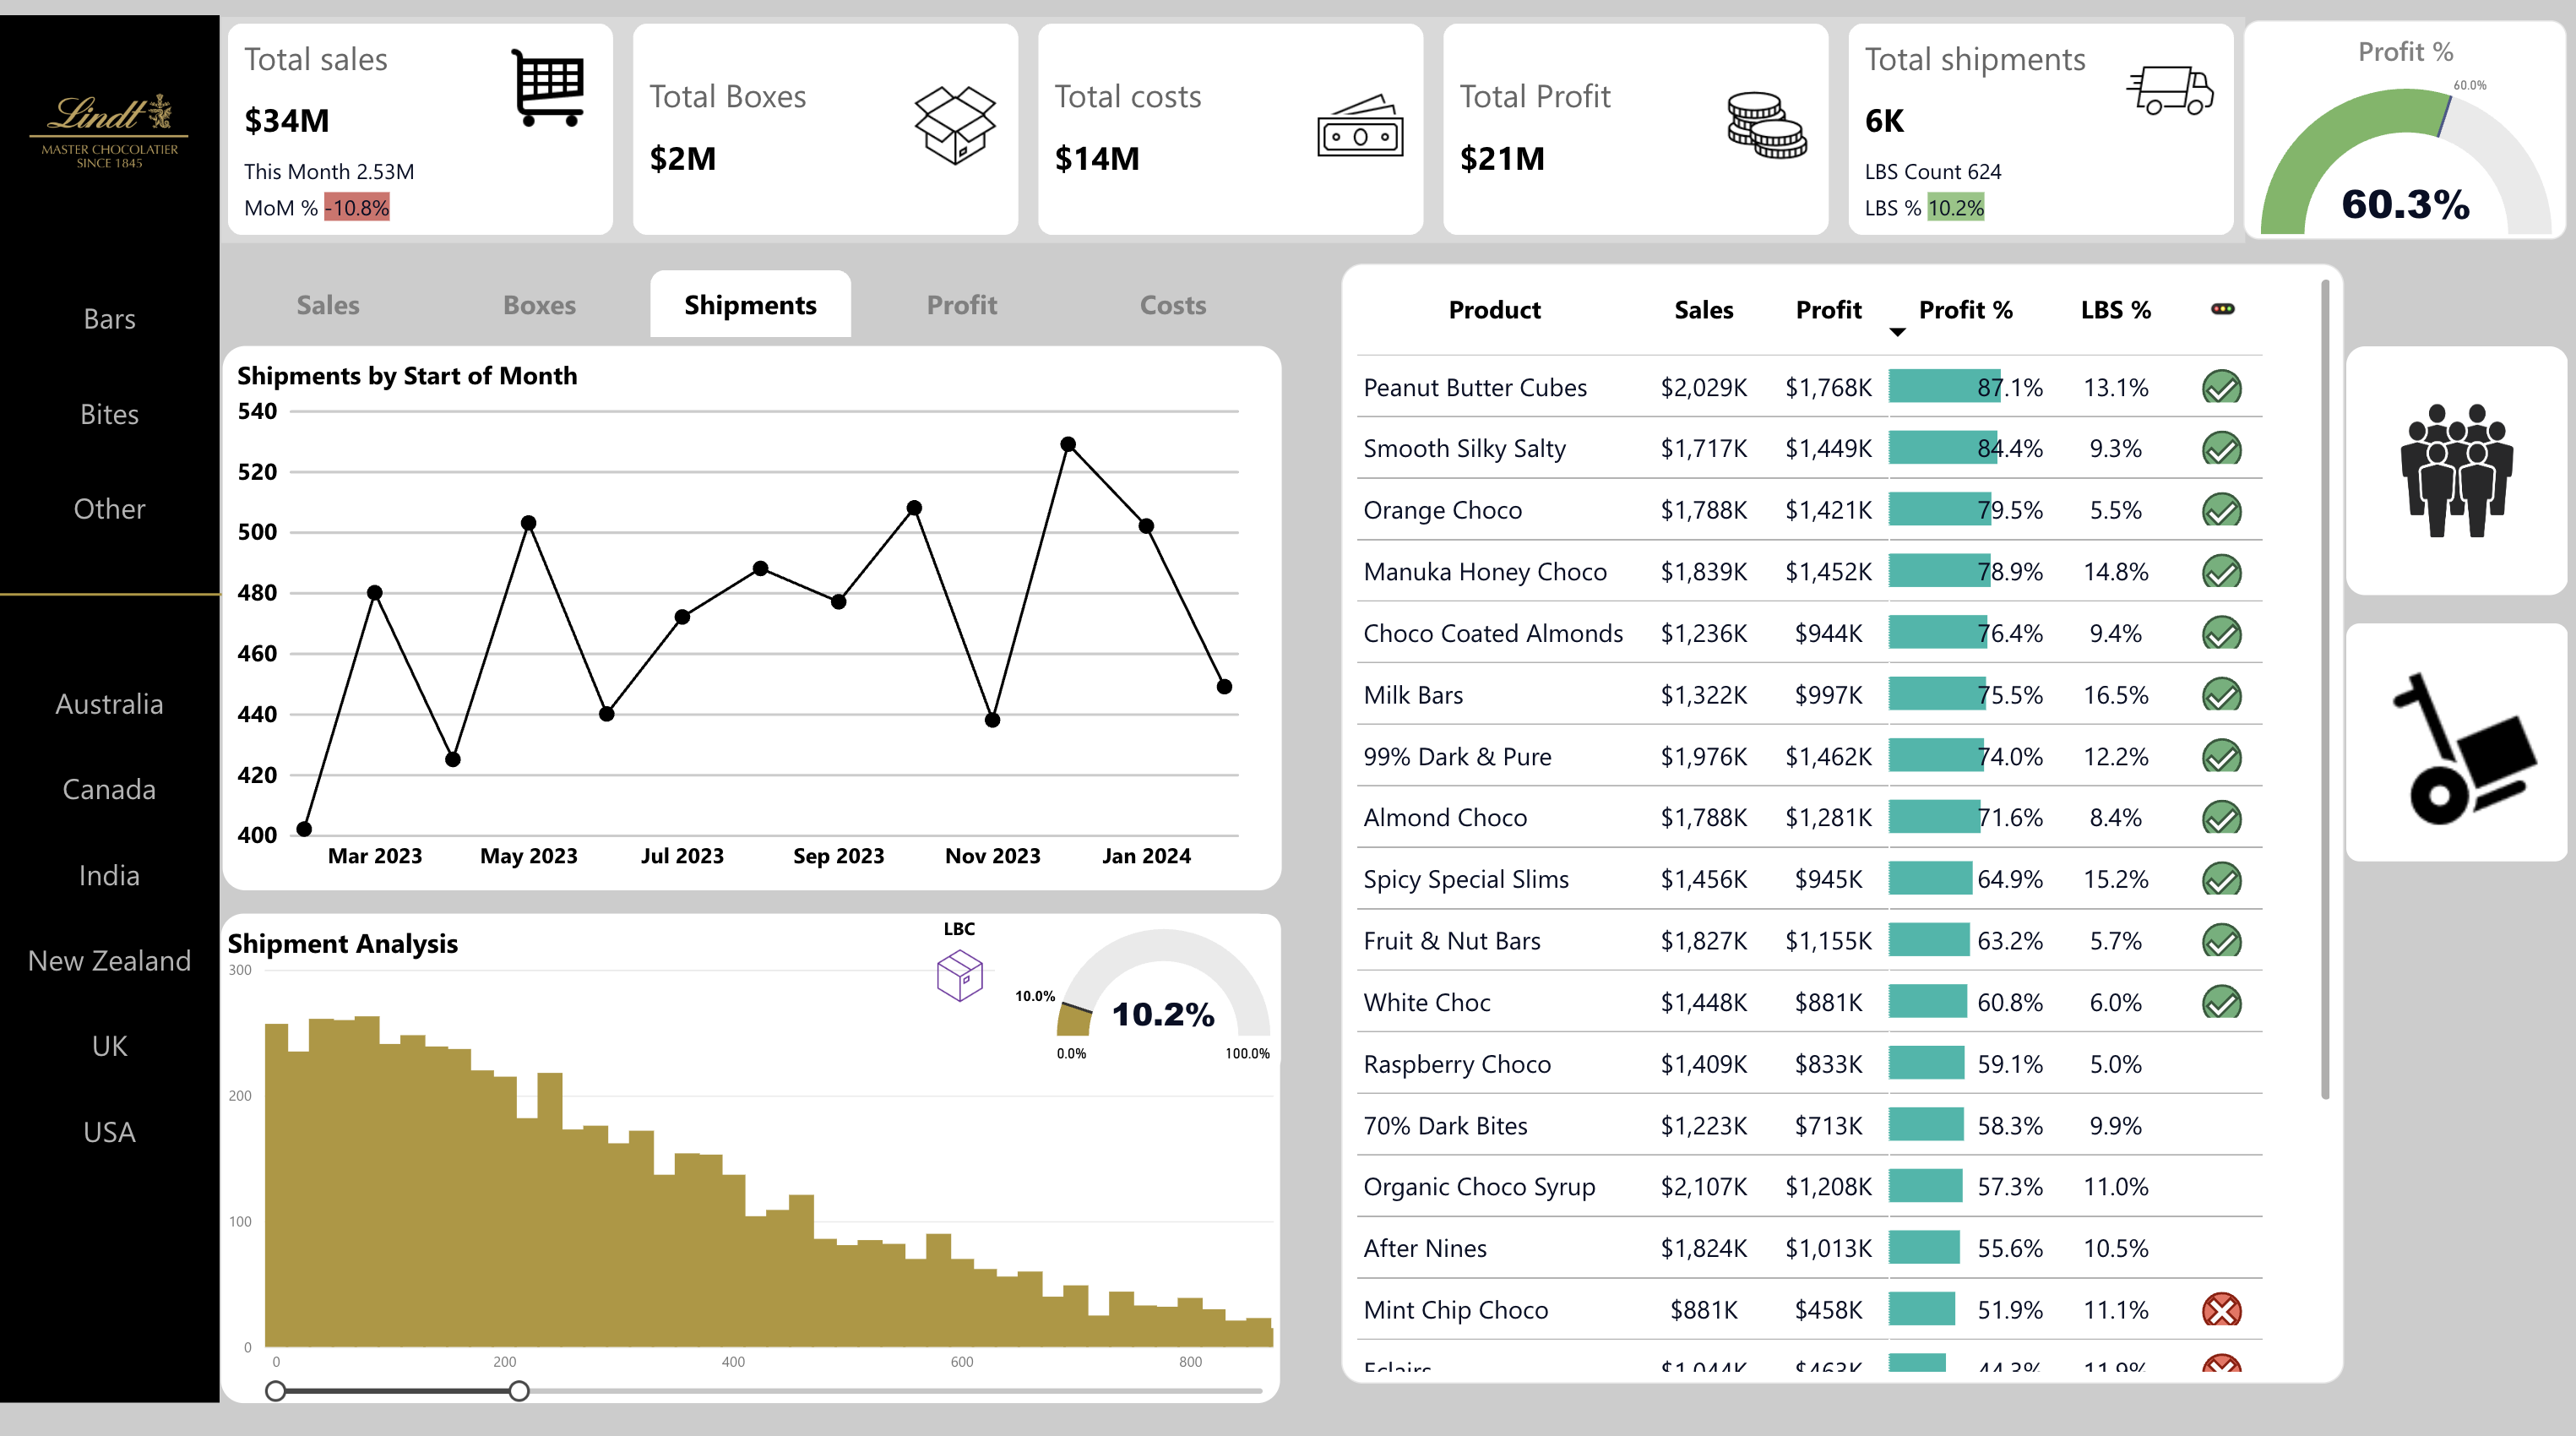 Lindt
MASTER CHOCOLATIER
SINCE 1845
Bars
Bites
Other
Australia
Canada
India
New Zealand
UK
USA
Total sales
$34M
This Month 2.53M
MoM % -10.8%
Total Boxes
$2M
Total costs
$14M
Total Profit
$21M
Total shipments
6K
LBS Count 624
LBS % 10.2%
Profit %
60.0%
60.3%
Sales Boxes Shipments Profit Costs
Shipments by Start of Month
540
520
500
480
460
440
420
400
Mar 2023 May 2023 Jul 2023 Sep 2023 Nov 2023 Jan 2024
Shipment Analysis
LBC
10.0%
10.2%
0.0% 100.0%
300
200
100
0
0 200 400 600 800
Product Sales Profit Profit % LBS %
Peanut Butter Cubes $2,029K $1,768K 87.1% 13.1%
Smooth Silky Salty $1,717K $1,449K 84.4% 9.3%
Orange Choco $1,788K $1,421K 79.5% 5.5%
Manuka Honey Choco $1,839K $1,452K 78.9% 14.8%
Choco Coated Almonds $1,236K $944K 76.4% 9.4%
Milk Bars $1,322K $997K 75.5% 16.5%
99% Dark & Pure $1,976K $1,462K 74.0% 12.2%
Almond Choco $1,788K $1,281K 71.6% 8.4%
Spicy Special Slims $1,456K $945K 64.9% 15.2%
Fruit & Nut Bars $1,827K $1,155K 63.2% 5.7%
White Choc $1,448K $881K 60.8% 6.0%
Raspberry Choco $1,409K $833K 59.1% 5.0%
70% Dark Bites $1,223K $713K 58.3% 9.9%
Organic Choco Syrup $2,107K $1,208K 57.3% 11.0%
After Nines $1,824K $1,013K 55.6% 10.5%
Mint Chip Choco $881K $458K 51.9% 11.1%
Eclairs $1,044K $463K 44.3% 11.9%